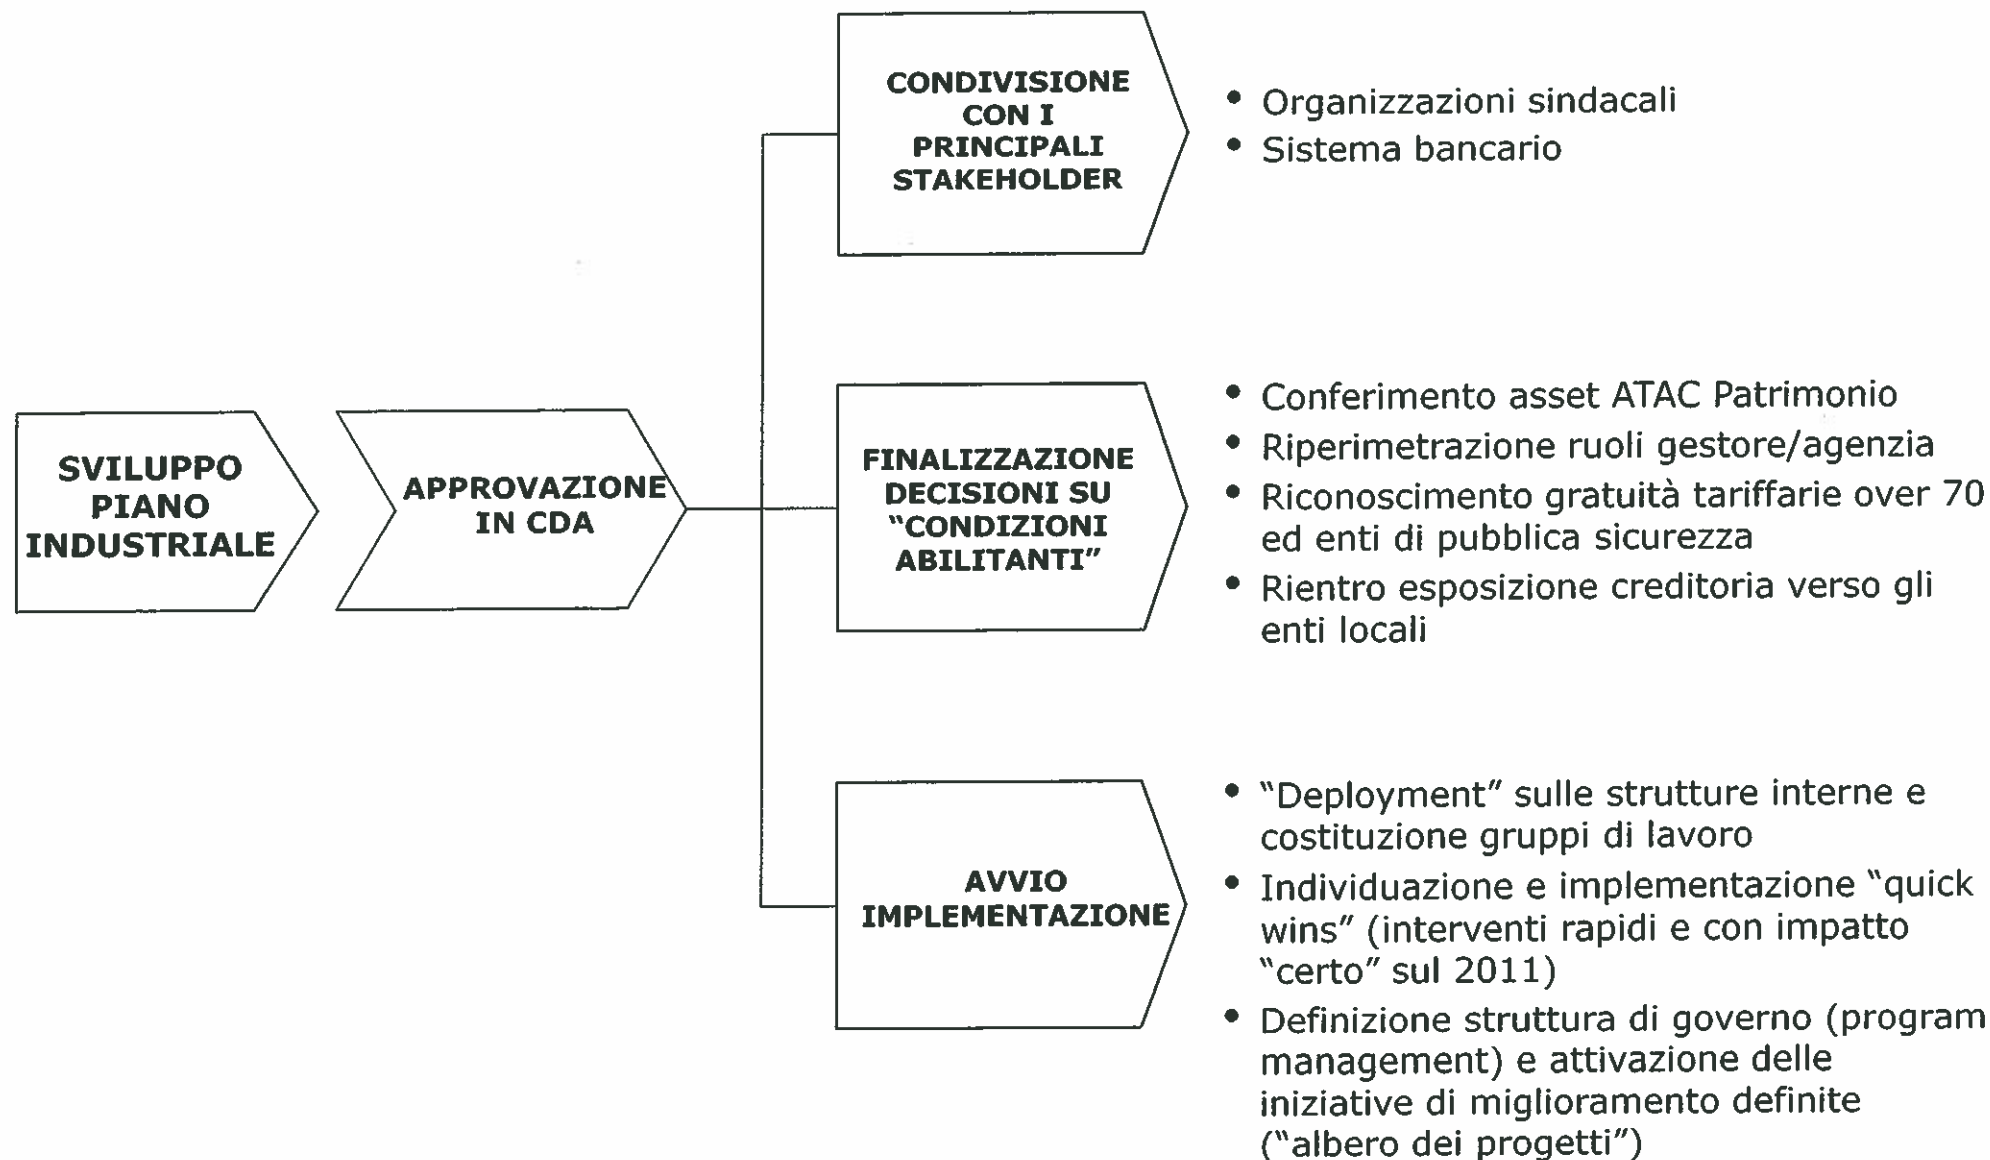 SVILUPPO
PIANO
INDUSTRIALE
APPROVAZIONE
IN CDA
CONDIVISIONE
CON I
PRINCIPALI
STAKEHOLDER
• Organizzazioni sindacali
• Sistema bancario
FINALIZZAZIONE
DECISIONI SU
“CONDIZIONI
ABILITANTI”
• Conferimento asset ATAC Patrimonio
• Riperimetrazione ruoli gestore/agenzia
• Riconoscimento gratuità tariffarie over 70
ed enti di pubblica sicurezza
• Rientro esposizione creditoria verso gli
enti locali
AVVIO
IMPLEMENTAZIONE
• “Deployment” sulle strutture interne e
costituzione gruppi di lavoro
• Individuazione e implementazione “quick
wins” (interventi rapidi e con impatto
“certo” sul 2011)
• Definizione struttura di governo (program
management) e attivazione delle
iniziative di miglioramento definite
(“albero dei progetti”)